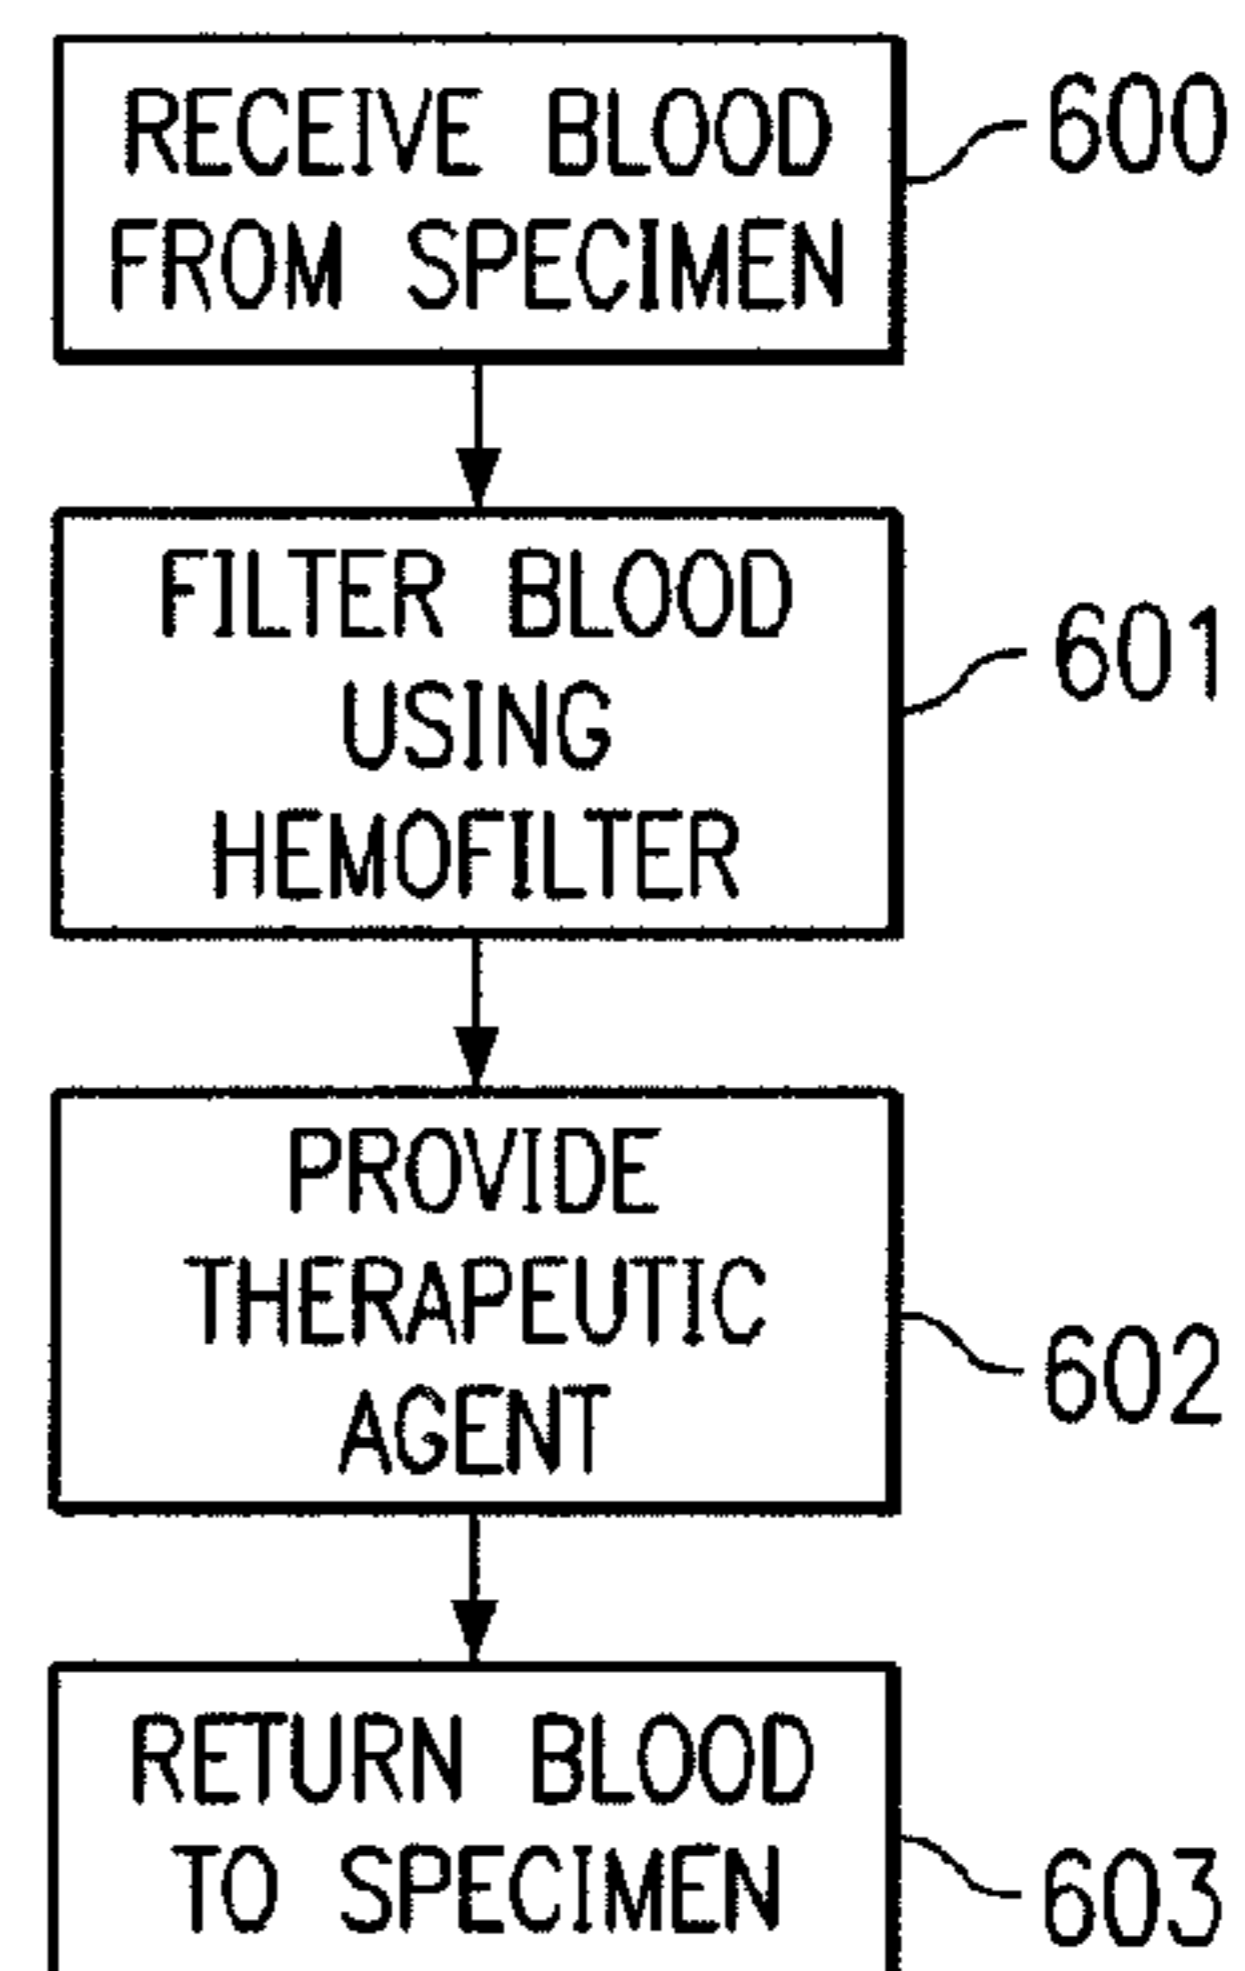 RECEIVE BLOOD
FROM SPECIMEN
600
FILTER BLOOD
USING
HEMOFILTER
601
PROVIDE
THERAPEUTIC
AGENT
602
RETURN BLOOD
TO SPECIMEN
603